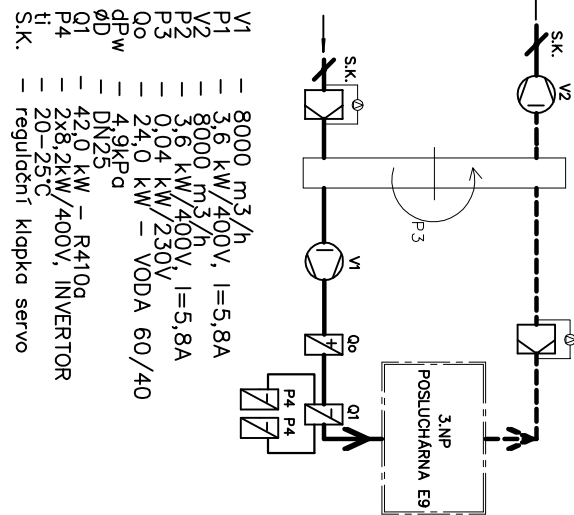 S.K.
V2
S.K.
P3
V1
Qo
Q1
P4
P4
3.NP
POSLUCHÁRNA E9
V1 – 8000 m3/h
P1 – 3,6 kW/400V, I=5,8A
V2 – 8000 m3/h
P2 – 3,6 kW/400V, I=5,8A
P3 – 0,04 kW/230V
Qo – 24,0 kW – VODA 60/40
dPw – 4,9kPa
ØD – DN25
Q1 – 42,0 kW – R410a
P4 – 2x8,2kW/400V, INVERTOR
ti – 20–25°C
S.K. – regulační klapka servo